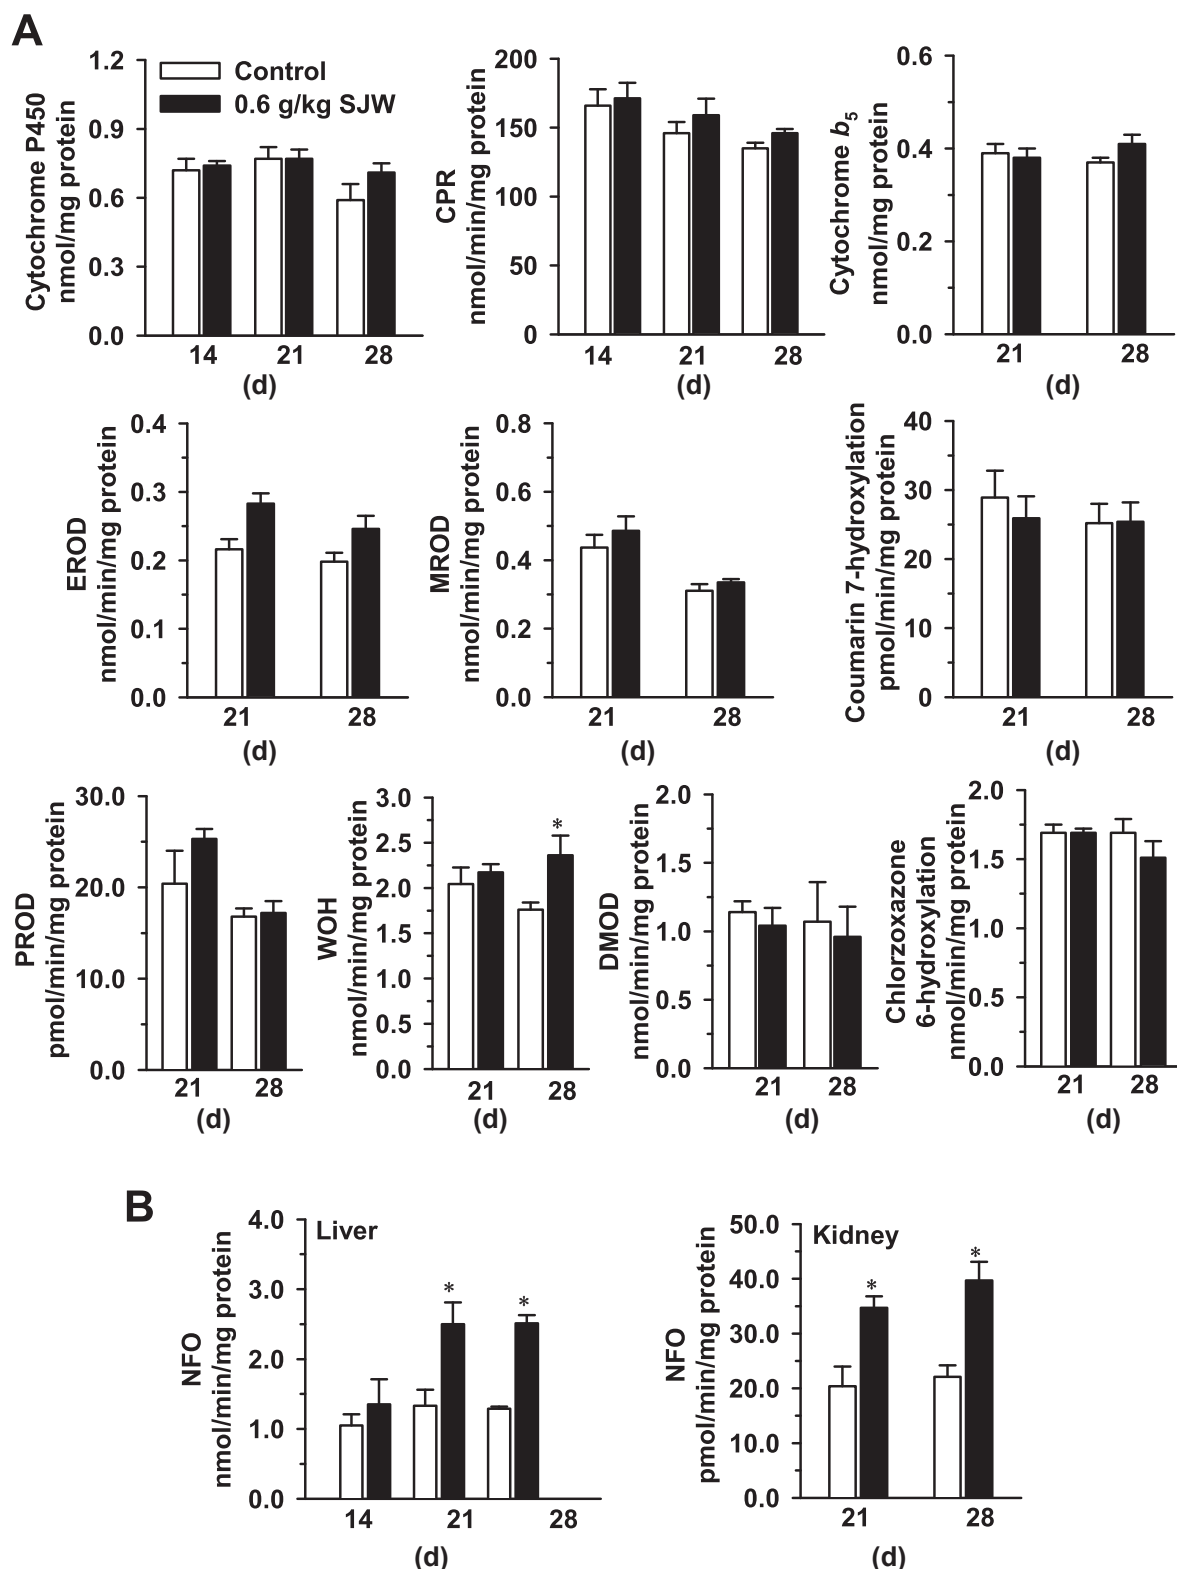 A
Cytochrome P450
nmol/mg protein
1.2
0.9
0.6
0.3
0.0
Control
0.6 g/kg SJW
14 21 28
(d)
CPR
nmol/min/mg protein
200
150
100
50
0
14 21 28
(d)
Cytochrome b5
nmol/mg protein
0.6
0.4
0.2
0.0
21 28
(d)
EROD
nmol/min/mg protein
0.4
0.3
0.2
0.1
0.0
21 28
(d)
MROD
nmol/min/mg protein
0.8
0.6
0.4
0.2
0.0
21 28
(d)
Coumarin 7-hydroxylation
pmol/min/mg protein
40
30
20
10
0
21 28
(d)
PROD
pmol/min/mg protein
30.0
20.0
10.0
0.0
21 28
(d)
WOH
nmol/min/mg protein
3.0
2.5
2.0
1.5
1.0
0.5
0.0
*
21 28
(d)
DMOD
nmol/min/mg protein
2.0
1.5
1.0
0.5
0.0
21 28
(d)
Chlorzoxazone
6-hydroxylation
nmol/min/mg protein
2.0
1.5
1.0
0.5
0.0
21 28
(d)
B
NFO
nmol/min/mg protein
4.0
3.0
2.0
1.0
0.0
Liver
* *
14 21 28
(d)
NFO
pmol/min/mg protein
50.0
40.0
30.0
20.0
10.0
0.0
Kidney
* *
21 28
(d)